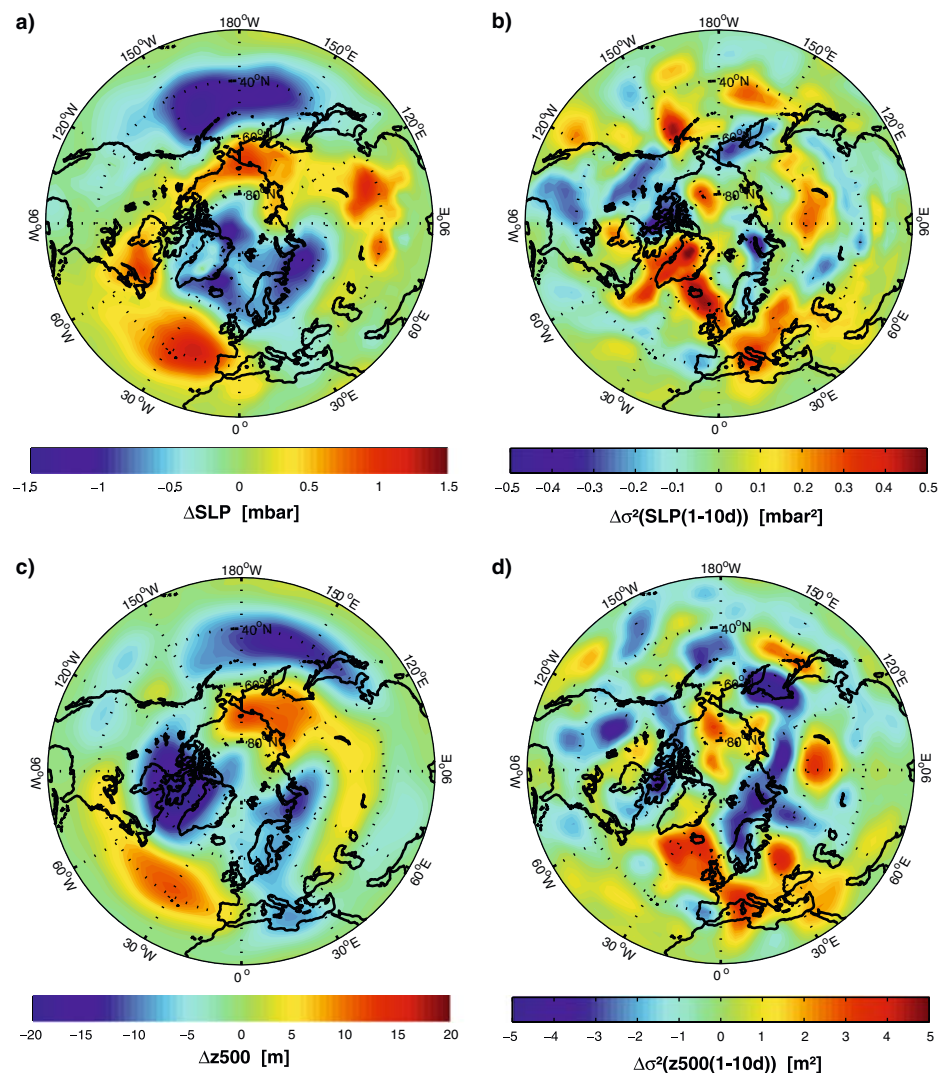 a)
180°W
150°W
150°E
120°W
120°E
40°N
60°N
80°N
90°W
90°E
60°W
60°E
30°W
30°E
0°
−1.5 −1 −0.5 0 0.5 1 1.5
ΔSLP [mbar]
b)
180°W
150°W
150°E
120°W
120°E
40°N
60°N
80°N
90°W
90°E
60°W
60°E
30°W
30°E
0°
−0.5 −0.4 −0.3 −0.2 −0.1 0 0.1 0.2 0.3 0.4 0.5
Δσ²(SLP(1-10d)) [mbar²]
c)
180°W
150°W
150°E
120°W
120°E
40°N
60°N
80°N
90°W
90°E
60°W
60°E
30°W
30°E
0°
−20 −15 −10 −5 0 5 10 15 20
Δz500 [m]
d)
180°W
150°W
150°E
120°W
120°E
40°N
60°N
80°N
90°W
90°E
60°W
60°E
30°W
30°E
0°
−5 −4 −3 −2 −1 0 1 2 3 4 5
Δσ²(z500(1-10d)) [m²]